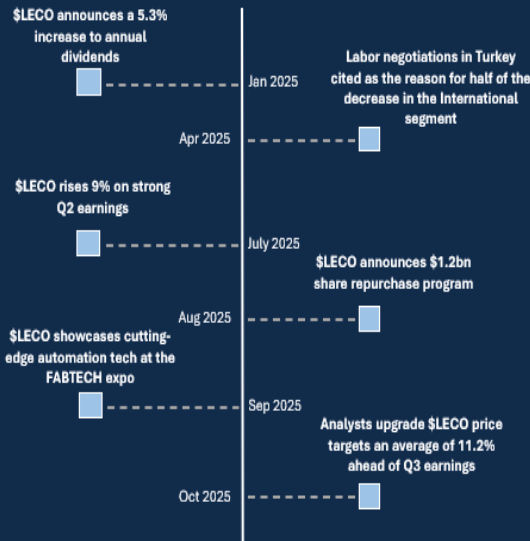 $LECO announces a 5.3%
increase to annual
dividends
Jan 2025
Labor negotiations in Turkey
cited as the reason for half of the
decrease in the International
segment
Apr 2025
$LECO rises 9% on strong
Q2 earnings
July 2025
$LECO announces $1.2bn
share repurchase program
Aug 2025
$LECO showcases cutting-
edge automation tech at the
FABTECH expo
Sep 2025
Analysts upgrade $LECO price
targets an average of 11.2%
ahead of Q3 earnings
Oct 2025